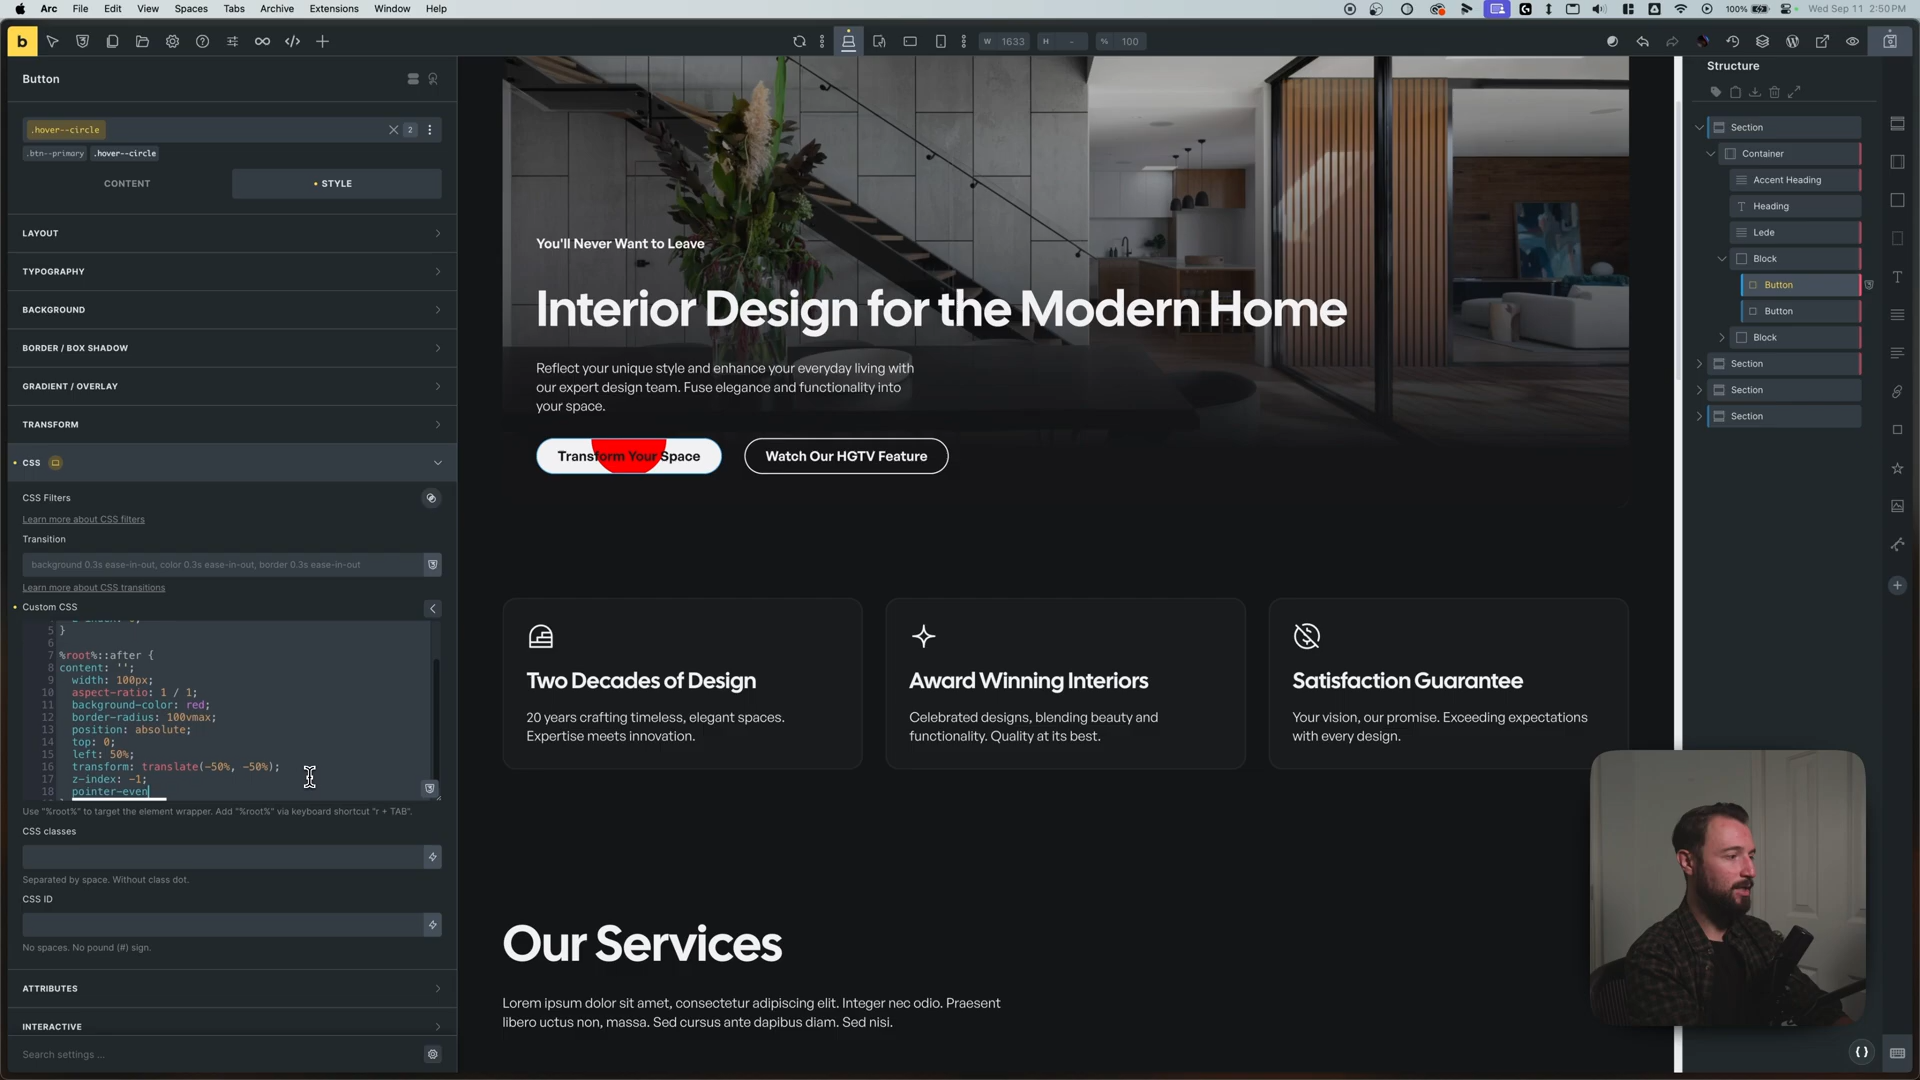 Arc File Edit View Spaces Tabs Archive Extensions Window Help
100% Wed Sep 11 2:50 PM
b
W 1633 H - % 100
Button
.hover--circle
2
.btn--primary .hover--circle
CONTENT
STYLE
LAYOUT
TYPOGRAPHY
BACKGROUND
BORDER / BOX SHADOW
GRADIENT / OVERLAY
TRANSFORM
CSS
CSS Filters
Learn more about CSS filters
Transition
background 0.3s ease-in-out, color 0.3s ease-in-out, border 0.3s ease-in-out
Learn more about CSS transitions
Custom CSS
5 }
6
7 %root%::after {
8 content: '';
9 width: 100px;
10 aspect-ratio: 1 / 1;
11 background-color: red;
12 border-radius: 100vmax;
13 position: absolute;
14 top: 0;
15 left: 50%;
16 transform: translate(-50%, -50%);
17 z-index: -1;
18 pointer-even
Use "%root%" to target the element wrapper. Add "%root%" via keyboard shortcut "r + TAB".
CSS classes
Separated by space. Without class dot.
CSS ID
No spaces. No pound (#) sign.
ATTRIBUTES
INTERACTIVE
Search settings ...
You'll Never Want to Leave
Interior Design for the Modern Home
Reflect your unique style and enhance your everyday living with
our expert design team. Fuse elegance and functionality into
your space.
Transform Your Space
Watch Our HGTV Feature
Two Decades of Design
20 years crafting timeless, elegant spaces.
Expertise meets innovation.
Award Winning Interiors
Celebrated designs, blending beauty and
functionality. Quality at its best.
Satisfaction Guarantee
Your vision, our promise. Exceeding expectations
with every design.
Our Services
Lorem ipsum dolor sit amet, consectetur adipiscing elit. Integer nec odio. Praesent
libero uctus non, massa. Sed cursus ante dapibus diam. Sed nisi.
Structure
Section
Container
Accent Heading
Heading
Lede
Block
Button
Button
Block
Section
Section
Section